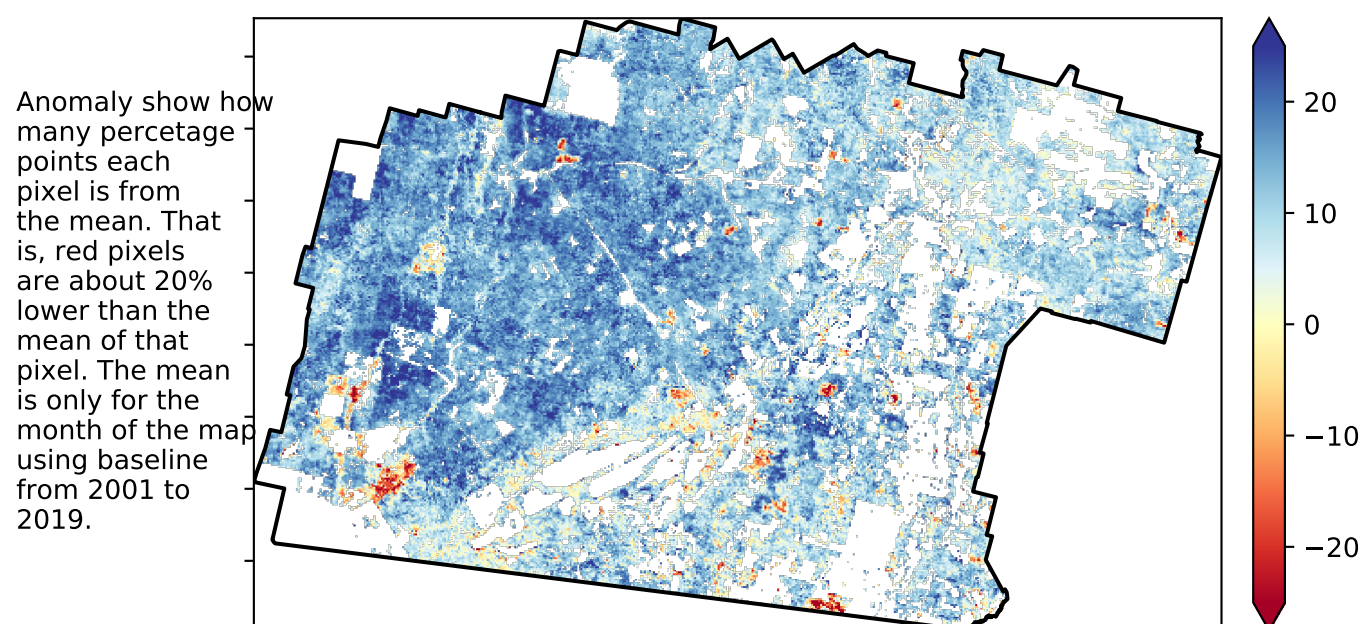 Anomaly show how
many percetage
points each
pixel is from
the mean. That
is, red pixels
are about 20%
lower than the
mean of that
pixel. The mean
is only for the
month of the map
using baseline
from 2001 to
2019.
20
10
0
−10
−20